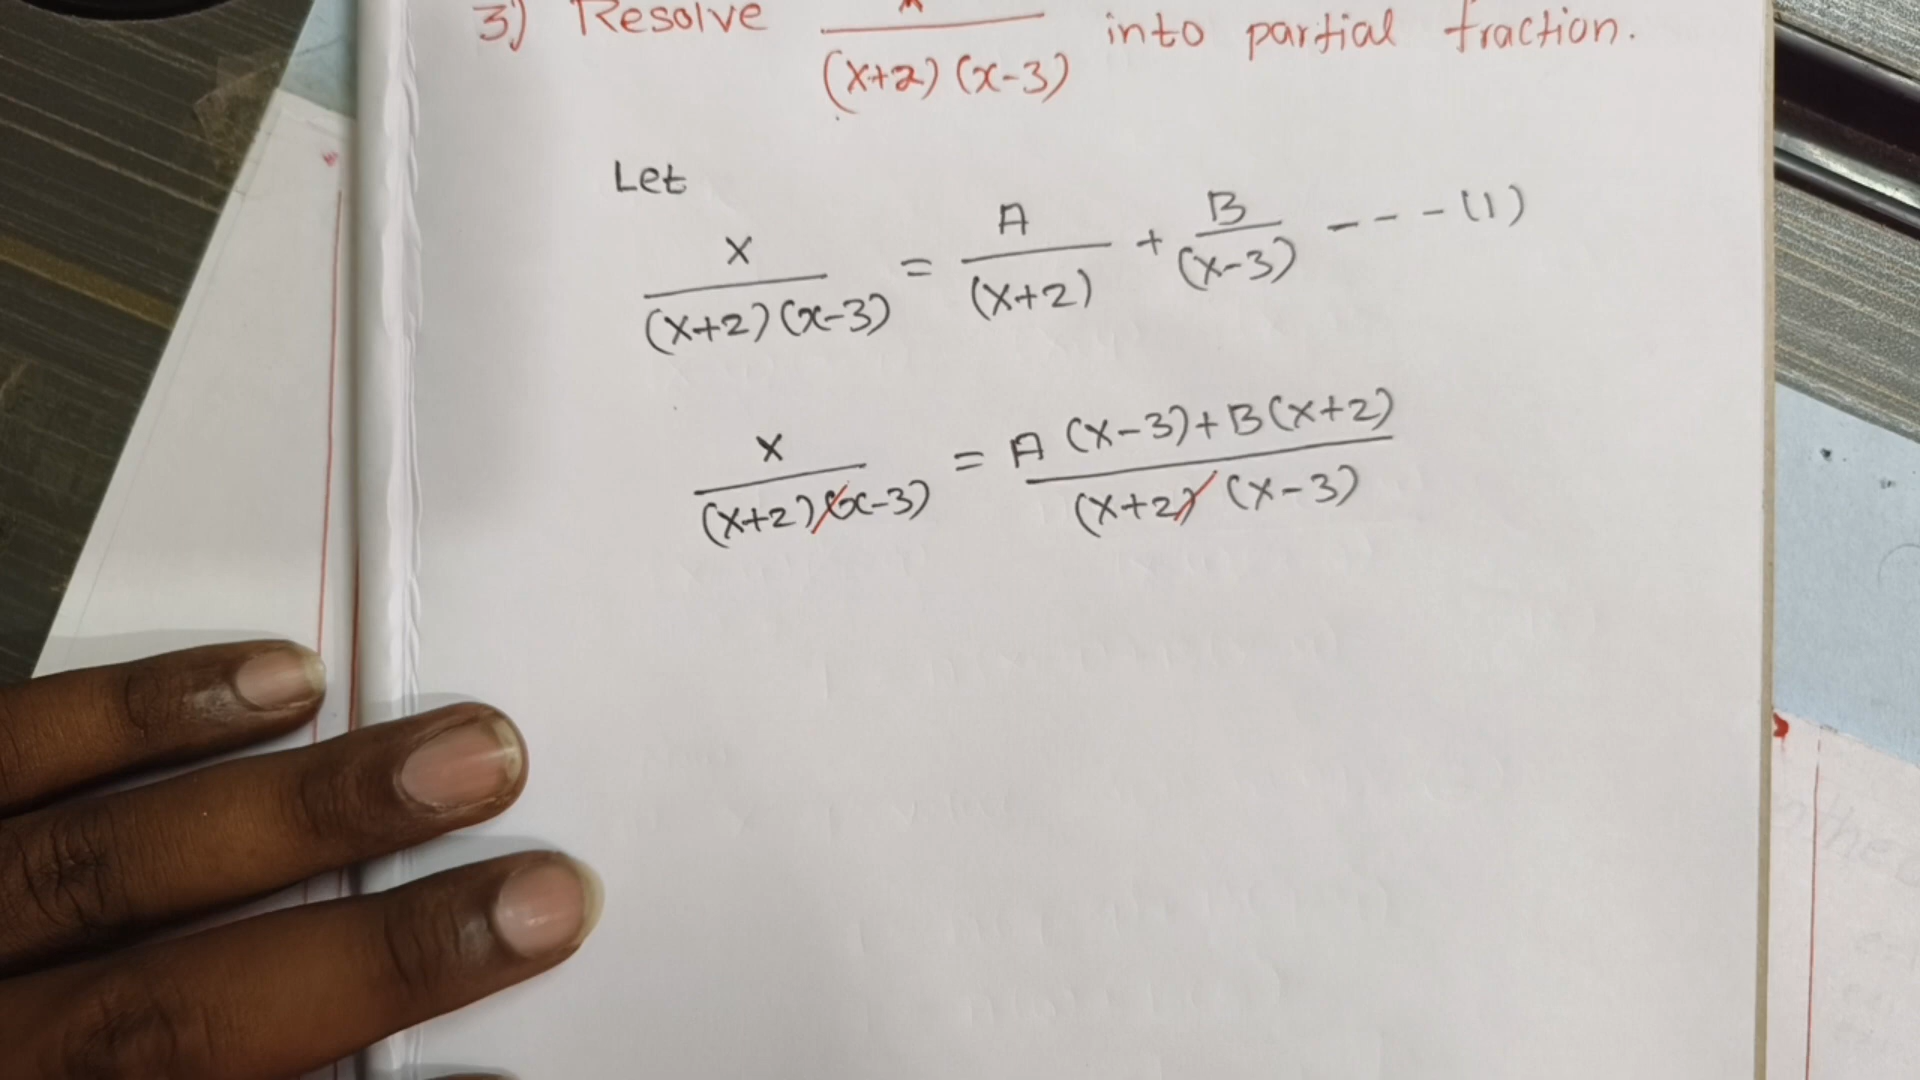 3) Resolve x/(x+2)(x-3) into partial fraction.
Let
x/(x+2)(x-3) = A/(x+2) + B/(x-3) ----(1)
x/(x+2)(x-3) = A(x-3)+B(x+2)/(x+2)(x-3)